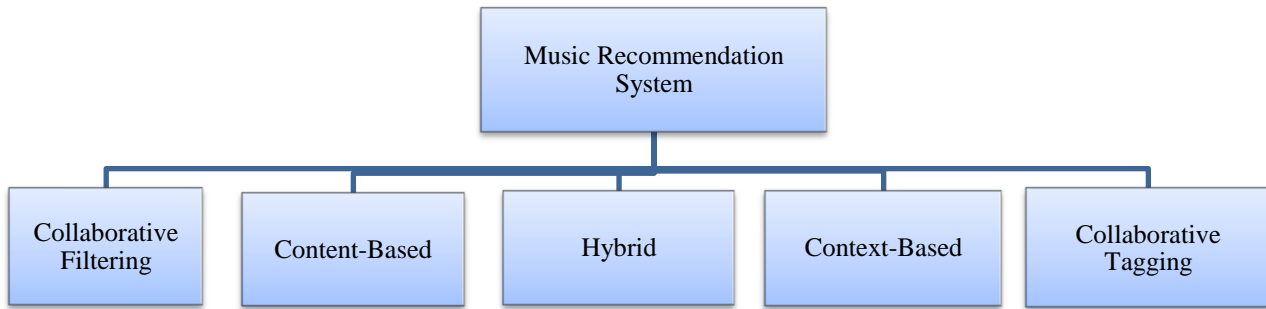 Music Recommendation
System
Collaborative
Filtering
Content-Based
Hybrid
Context-Based
Collaborative
Tagging